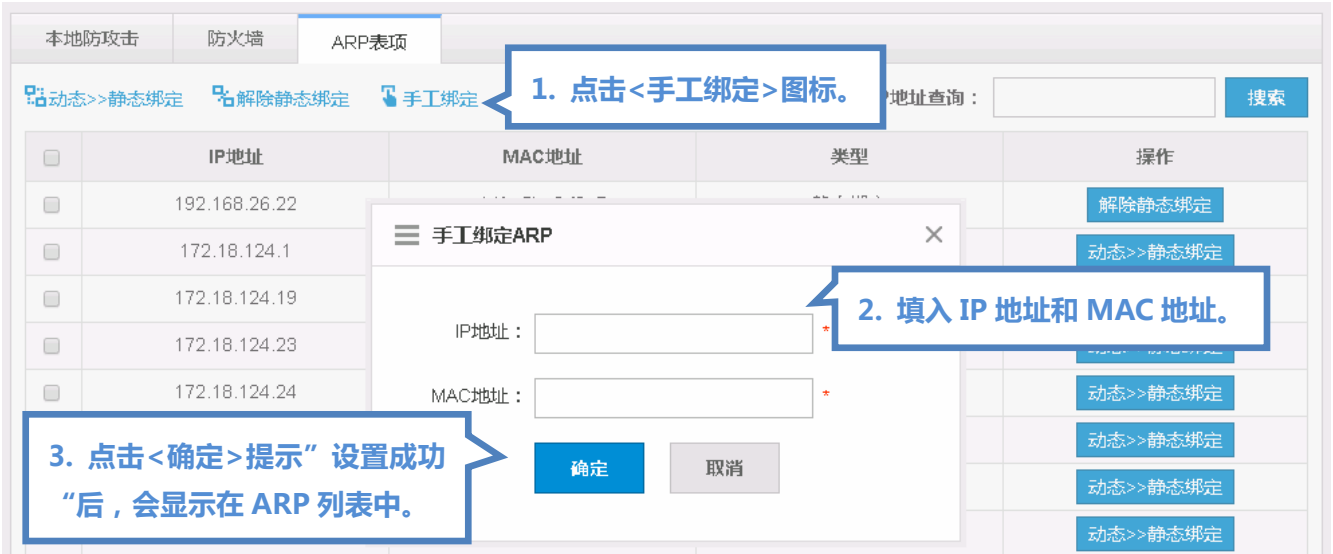 本地防攻击 防火墙 ARP表项
动态>>静态绑定 解除静态绑定 手工绑定 1. 点击<手工绑定>图标。 地址查询： 搜索
IP地址 MAC地址 类型 操作
192.168.26.22 解除静态绑定
手工绑定ARP
172.18.124.1 动态>>静态绑定
172.18.124.19 2. 填入 IP 地址和 MAC 地址。
IP地址： *
172.18.124.23
172.18.124.24 MAC地址： * 动态>>静态绑定
动态>>静态绑定
3. 点击<确定>提示”设置成功
“后，会显示在 ARP 列表中。
确定 取消
动态>>静态绑定
动态>>静态绑定